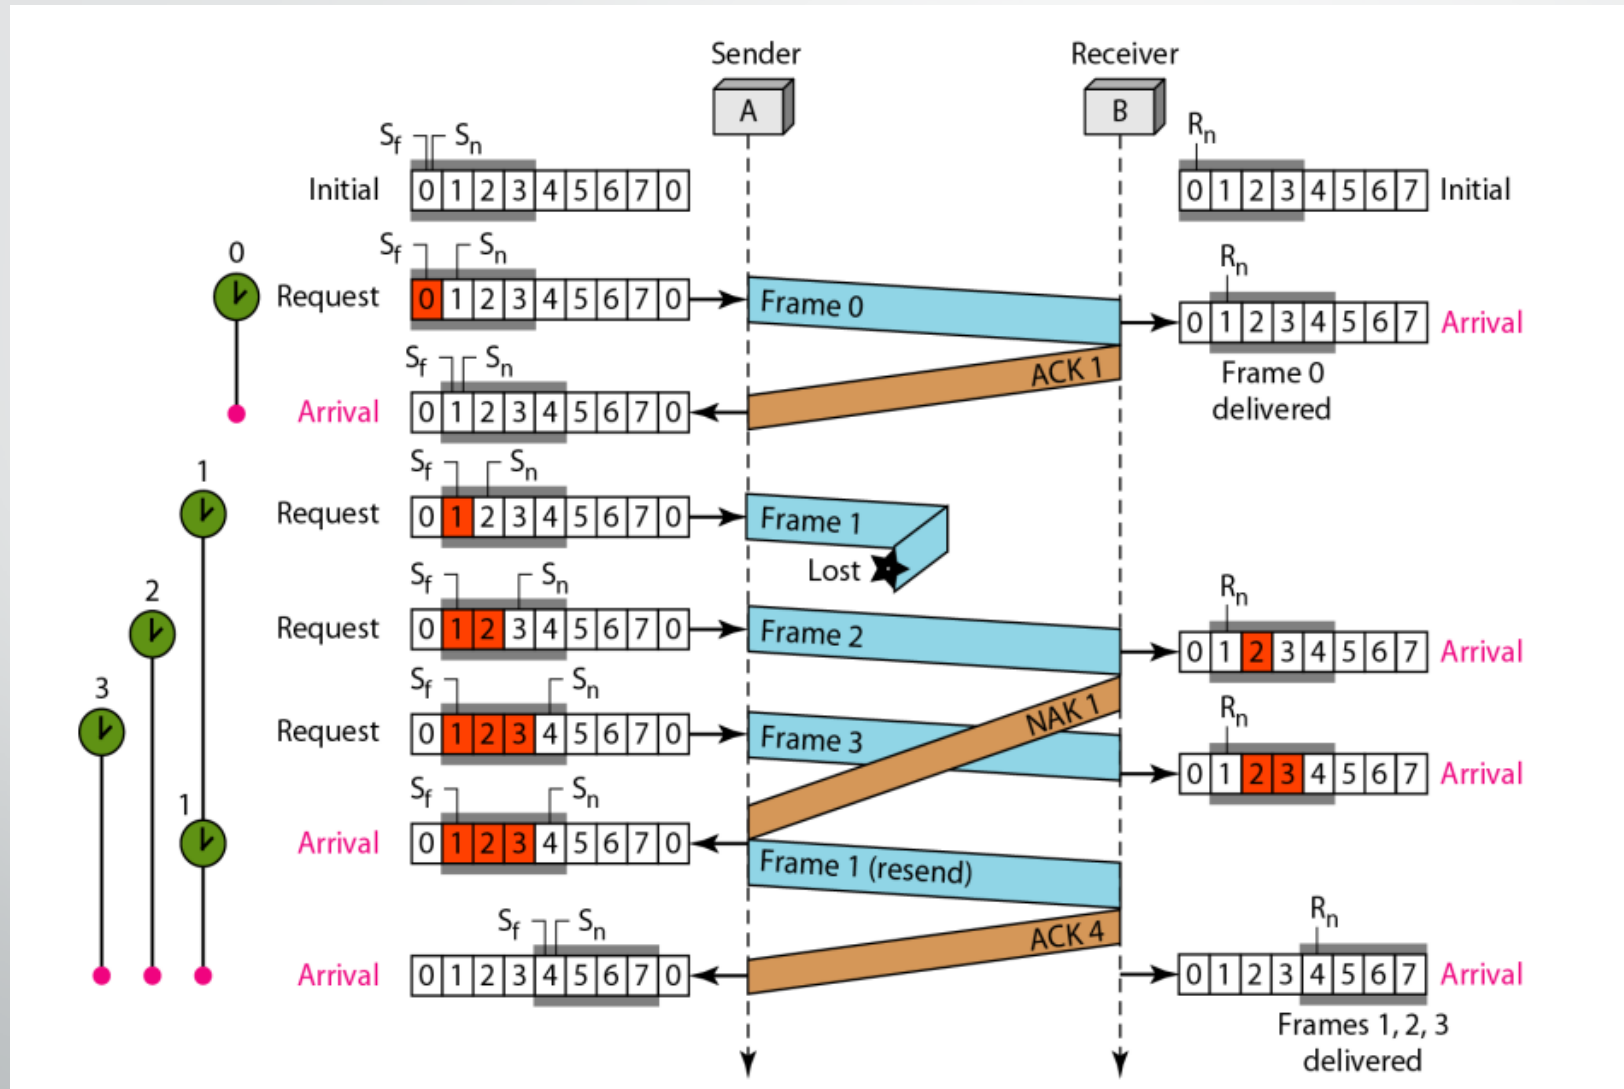 Sender Receiver
A B
Sf Sn Rn
Initial 0 1 2 3 4 5 6 7 0 0 1 2 3 4 5 6 7 Initial
0 Sf Sn Rn
Request 0 1 2 3 4 5 6 7 0 Frame 0 0 1 2 3 4 5 6 7 Arrival
Sf Sn ACK 1 Frame 0
Arrival 0 1 2 3 4 5 6 7 0 delivered
1 Sf Sn
Request 0 1 2 3 4 5 6 7 0 Frame 1
Lost
2 Sf Sn Rn
Request 0 1 2 3 4 5 6 7 0 Frame 2 0 1 2 3 4 5 6 7 Arrival
3 Sf Sn NAK 1 Rn
Request 0 1 2 3 4 5 6 7 0 Frame 3 0 1 2 3 4 5 6 7 Arrival
1 Sf Sn
Arrival 0 1 2 3 4 5 6 7 0 Frame 1 (resend)
Sf Sn ACK 4 Rn
Arrival 0 1 2 3 4 5 6 7 0 0 1 2 3 4 5 6 7 Arrival
Frames 1, 2, 3
delivered